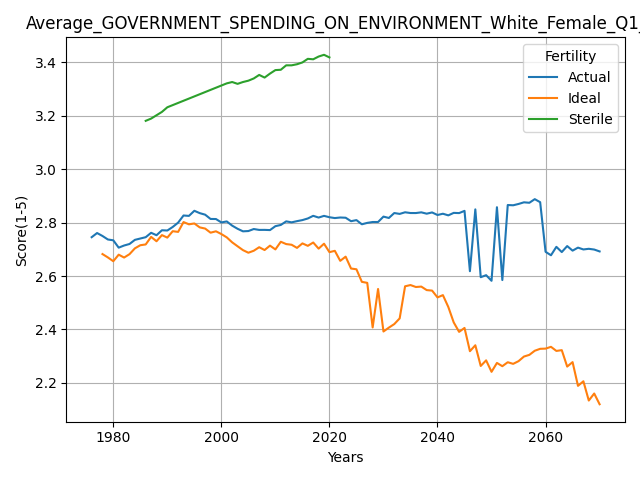 Average_GOVERNMENT_SPENDING_ON_ENVIRONMENT_White_Female_Q1_
Fertility
Actual
Ideal
Sterile
Score(1-5)
3.4
3.2
3.0
2.8
2.6
2.4
2.2
1980
2000
2020
2040
2060
Years